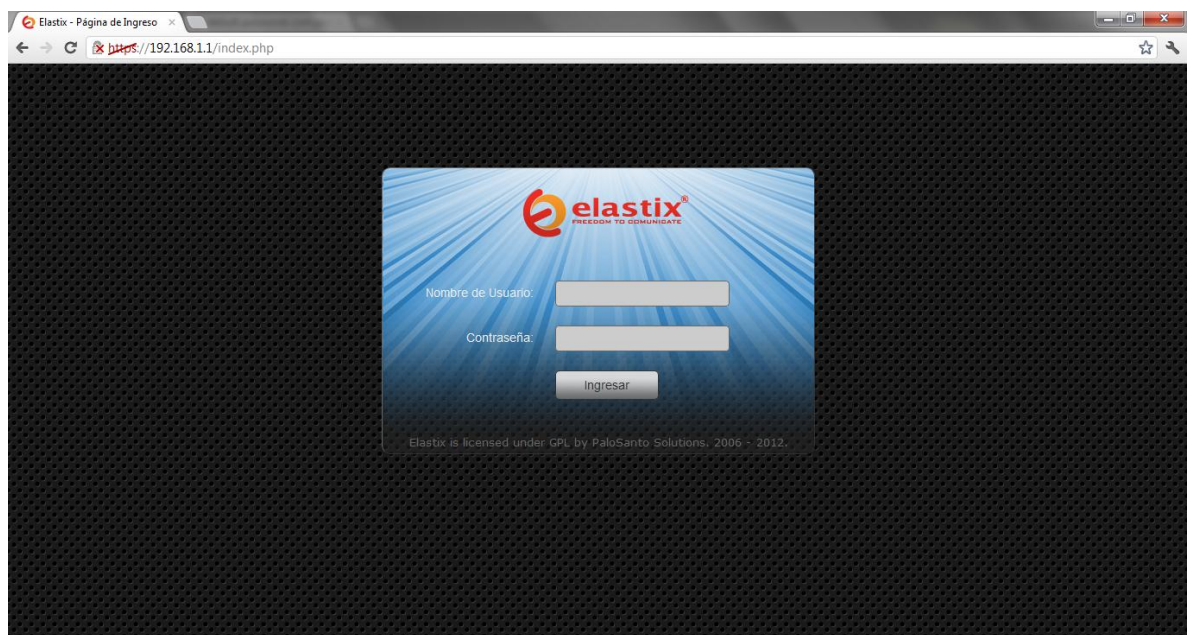 Elastix - Página de Ingreso
https://192.168.1.1/index.php
elastix®
FREEDOM TO COMUNICATE
Nombre de Usuario:
Contraseña:
Ingresar
Elastix is licensed under GPL by PaloSanto Solutions. 2006 - 2012.